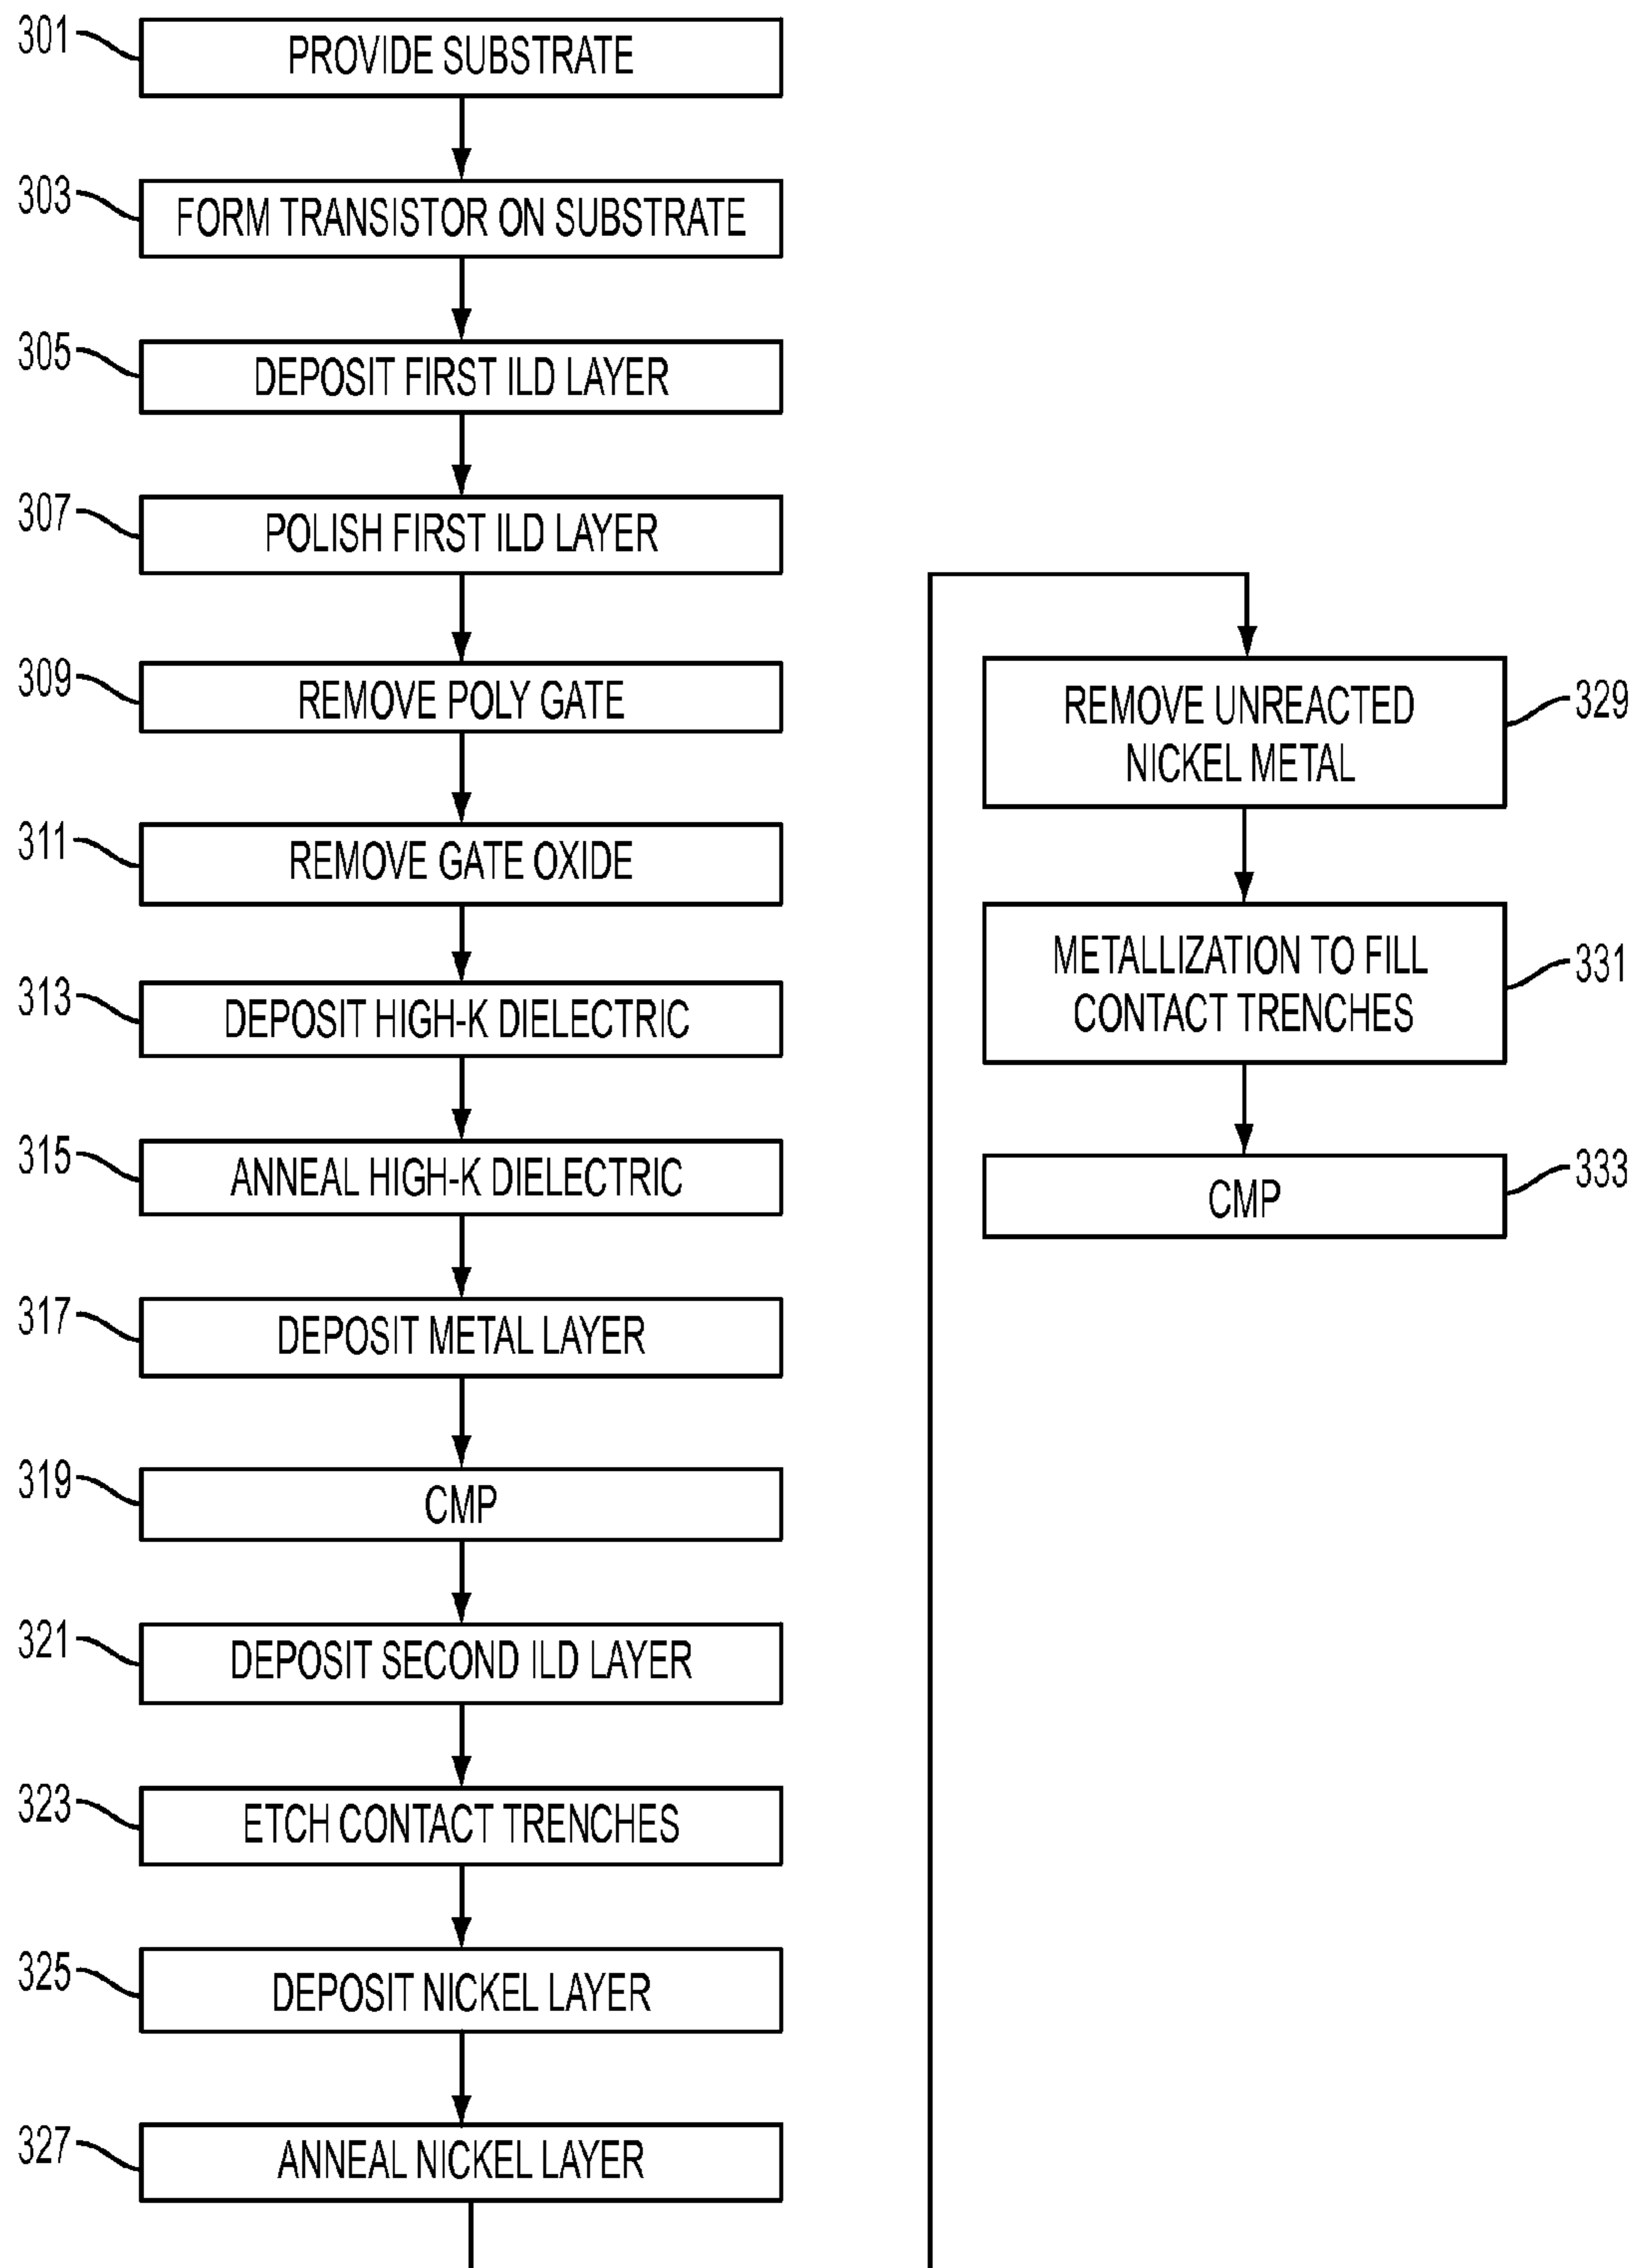 301
PROVIDE SUBSTRATE
303
FORM TRANSISTOR ON SUBSTRATE
305
DEPOSIT FIRST ILD LAYER
307
POLISH FIRST ILD LAYER
309
REMOVE POLY GATE
311
REMOVE GATE OXIDE
313
DEPOSIT HIGH-K DIELECTRIC
315
ANNEAL HIGH-K DIELECTRIC
317
DEPOSIT METAL LAYER
319
CMP
321
DEPOSIT SECOND ILD LAYER
323
ETCH CONTACT TRENCHES
325
DEPOSIT NICKEL LAYER
327
ANNEAL NICKEL LAYER
REMOVE UNREACTED
NICKEL METAL
329
METALLIZATION TO FILL
CONTACT TRENCHES
331
CMP
333